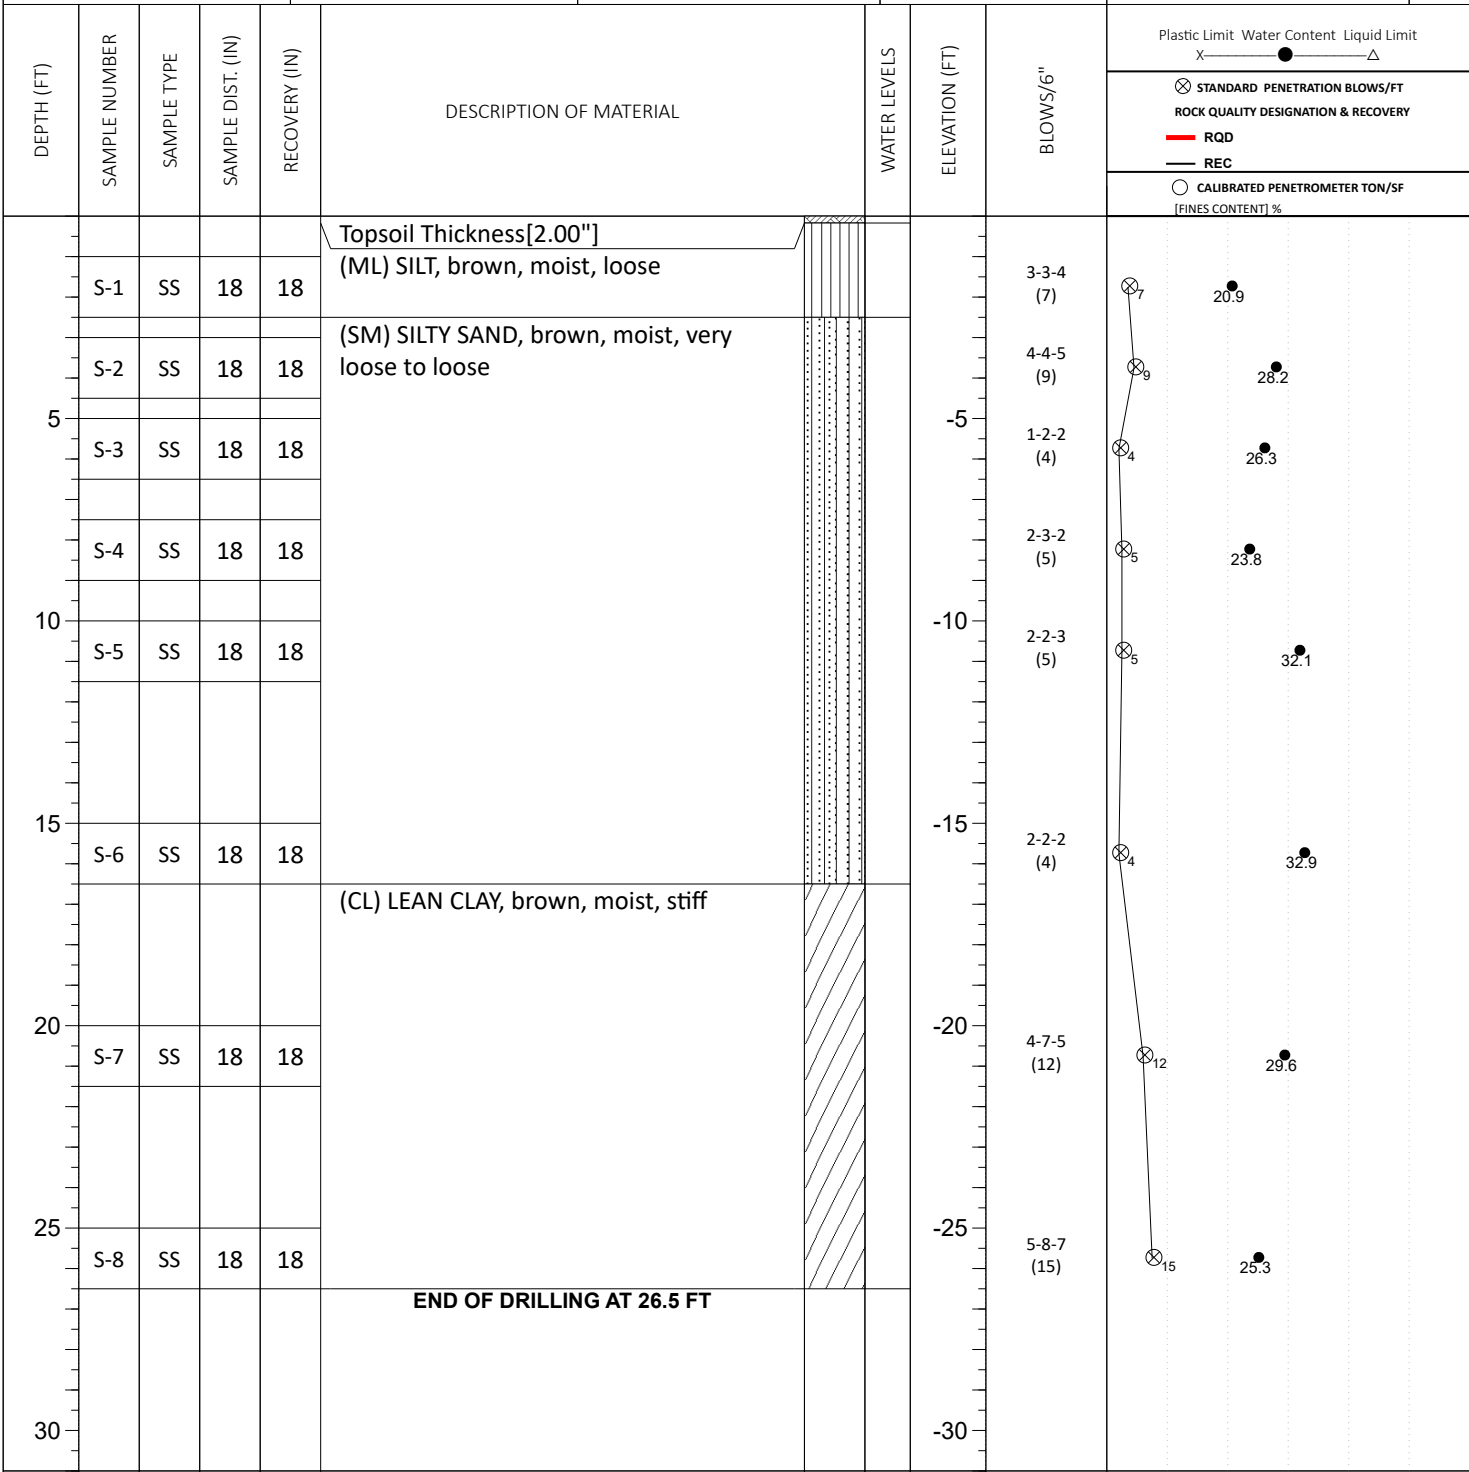 DEPTH (FT)
SAMPLE NUMBER
SAMPLE TYPE
SAMPLE DIST. (IN)
RECOVERY (IN)
DESCRIPTION OF MATERIAL
WATER LEVELS
ELEVATION (FT)
BLOWS/6"
Plastic Limit Water Content Liquid Limit
X
STANDARD PENETRATION BLOWS/FT
ROCK QUALITY DESIGNATION & RECOVERY
RQD
REC
CALIBRATED PENETROMETER TON/SF
[FINES CONTENT] %
Topsoil Thickness[2.00"]
(ML) SILT, brown, moist, loose
S-1 SS 18 18
3-3-4
(7)
7
20.9
(SM) SILTY SAND, brown, moist, very
loose to loose
S-2 SS 18 18
4-4-5
(9)
9
28.2
5
-5
S-3 SS 18 18
1-2-2
(4)
4
26.3
S-4 SS 18 18
2-3-2
(5)
5
23.8
10
-10
S-5 SS 18 18
2-2-3
(5)
5
32.1
15
-15
S-6 SS 18 18
2-2-2
(4)
4
32.9
(CL) LEAN CLAY, brown, moist, stiff
20
-20
S-7 SS 18 18
4-7-5
(12)
12
29.6
25
-25
S-8 SS 18 18
5-8-7
(15)
15
25.3
END OF DRILLING AT 26.5 FT
30
-30